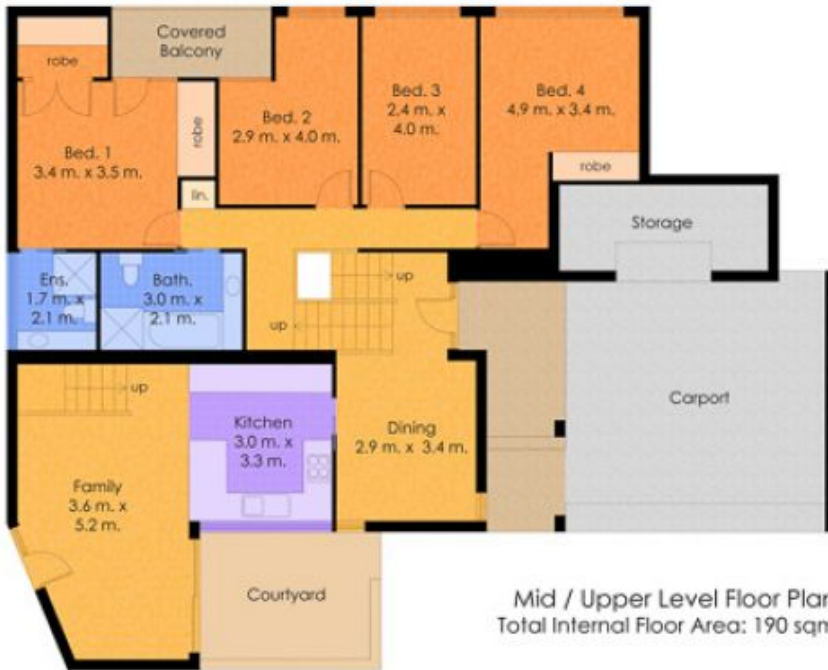 Covered
Balcony
robe
Bed. 1
3.4 m. x 3.5 m.
robe
lin.
Bed. 2
2.9 m. x 4.0 m.
Bed. 3
2.4 m. x
4.0 m.
Bed. 4
4.9 m. x 3.4 m.
robe
Storage
Ens.
1.7 m. x
2.1 m.
Bath.
3.0 m. x
2.1 m.
up
up
up
Kitchen
3.0 m. x
3.3 m.
Dining
2.9 m. x 3.4 m.
Carport
Family
3.6 m. x
5.2 m.
Courtyard
Mid / Upper Level Floor Plan
Total Internal Floor Area: 190 sqm